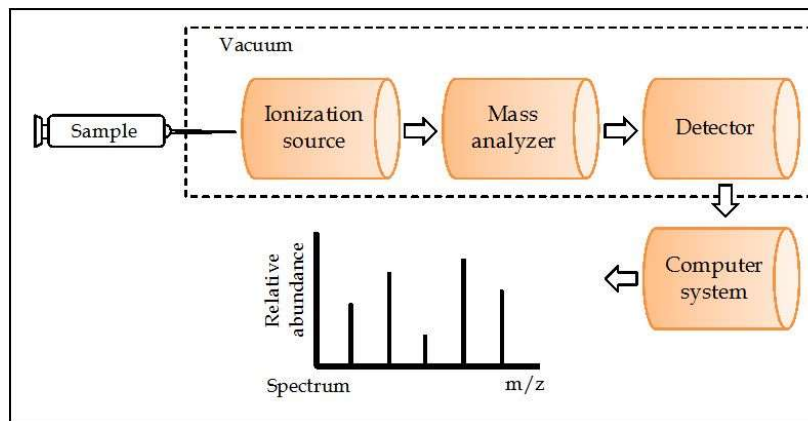 Vacuum
Sample
Ionization
source
Mass
analyzer
Detector
Computer
system
Relative
abundance
Spectrum
m/z